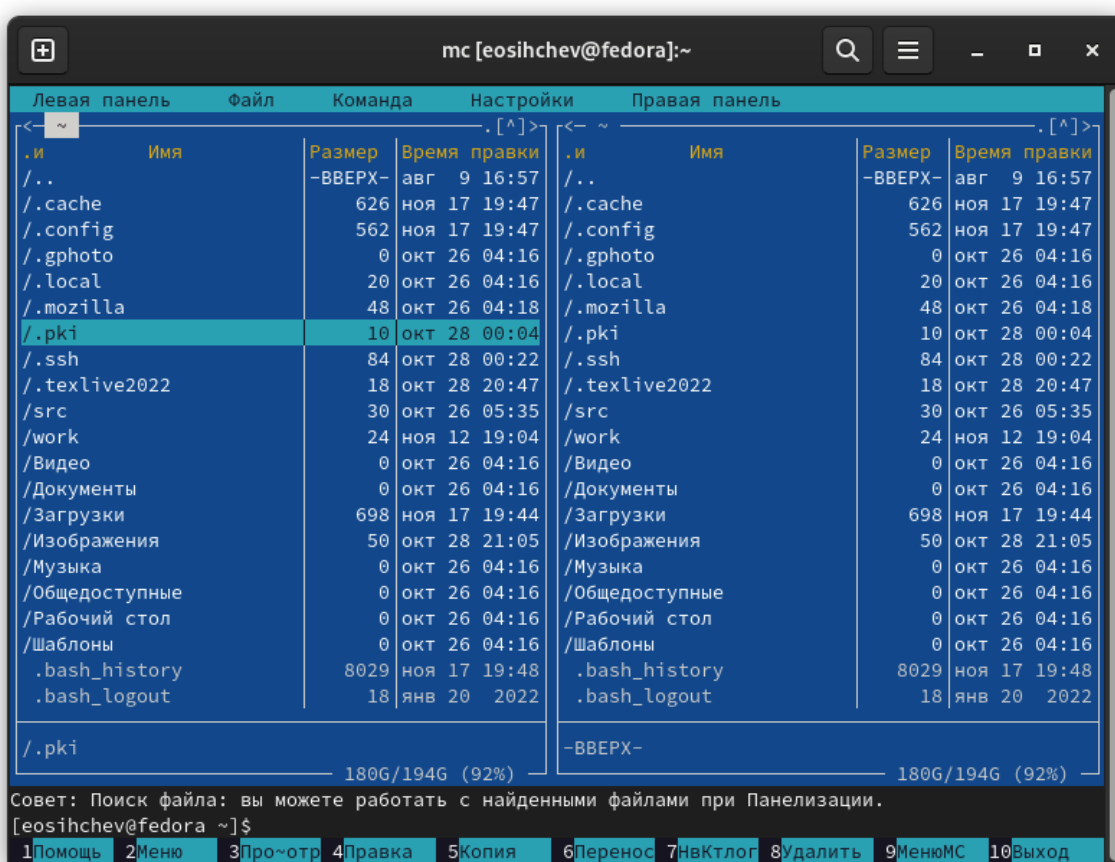 mc [eosihchev@fedora]:~
Левая панель Файл Команда Настройки Правая панель
<─ ~ ─.[^]>┐┌<─ ~ ─.[^]>
.и Имя Размер Время правки .и Имя Размер Время правки
/.. -ВВЕРХ- авг 9 16:57 /.. -ВВЕРХ- авг 9 16:57
/.cache 626 ноя 17 19:47 /.cache 626 ноя 17 19:47
/.config 562 ноя 17 19:47 /.config 562 ноя 17 19:47
/.gphoto 0 окт 26 04:16 /.gphoto 0 окт 26 04:16
/.local 20 окт 26 04:16 /.local 20 окт 26 04:16
/.mozilla 48 окт 26 04:18 /.mozilla 48 окт 26 04:18
/.pki 10 окт 28 00:04 /.pki 10 окт 28 00:04
/.ssh 84 окт 28 00:22 /.ssh 84 окт 28 00:22
/.texlive2022 18 окт 28 20:47 /.texlive2022 18 окт 28 20:47
/src 30 окт 26 05:35 /src 30 окт 26 05:35
/work 24 ноя 12 19:04 /work 24 ноя 12 19:04
/Видео 0 окт 26 04:16 /Видео 0 окт 26 04:16
/Документы 0 окт 26 04:16 /Документы 0 окт 26 04:16
/Загрузки 698 ноя 17 19:44 /Загрузки 698 ноя 17 19:44
/Изображения 50 окт 28 21:05 /Изображения 50 окт 28 21:05
/Музыка 0 окт 26 04:16 /Музыка 0 окт 26 04:16
/Общедоступные 0 окт 26 04:16 /Общедоступные 0 окт 26 04:16
/Рабочий стол 0 окт 26 04:16 /Рабочий стол 0 окт 26 04:16
/Шаблоны 0 окт 26 04:16 /Шаблоны 0 окт 26 04:16
.bash_history 8029 ноя 17 19:48 .bash_history 8029 ноя 17 19:48
.bash_logout 18 янв 20 2022 .bash_logout 18 янв 20 2022
/.pki -ВВЕРХ-
180G/194G (92%) 180G/194G (92%)
Совет: Поиск файла: вы можете работать с найденными файлами при Панелизации.
[eosihchev@fedora ~]$
1Помощь 2Меню 3Про~отр 4Правка 5Копия 6Перенос 7НвКтлог 8Удалить 9МенюМС 10Выход